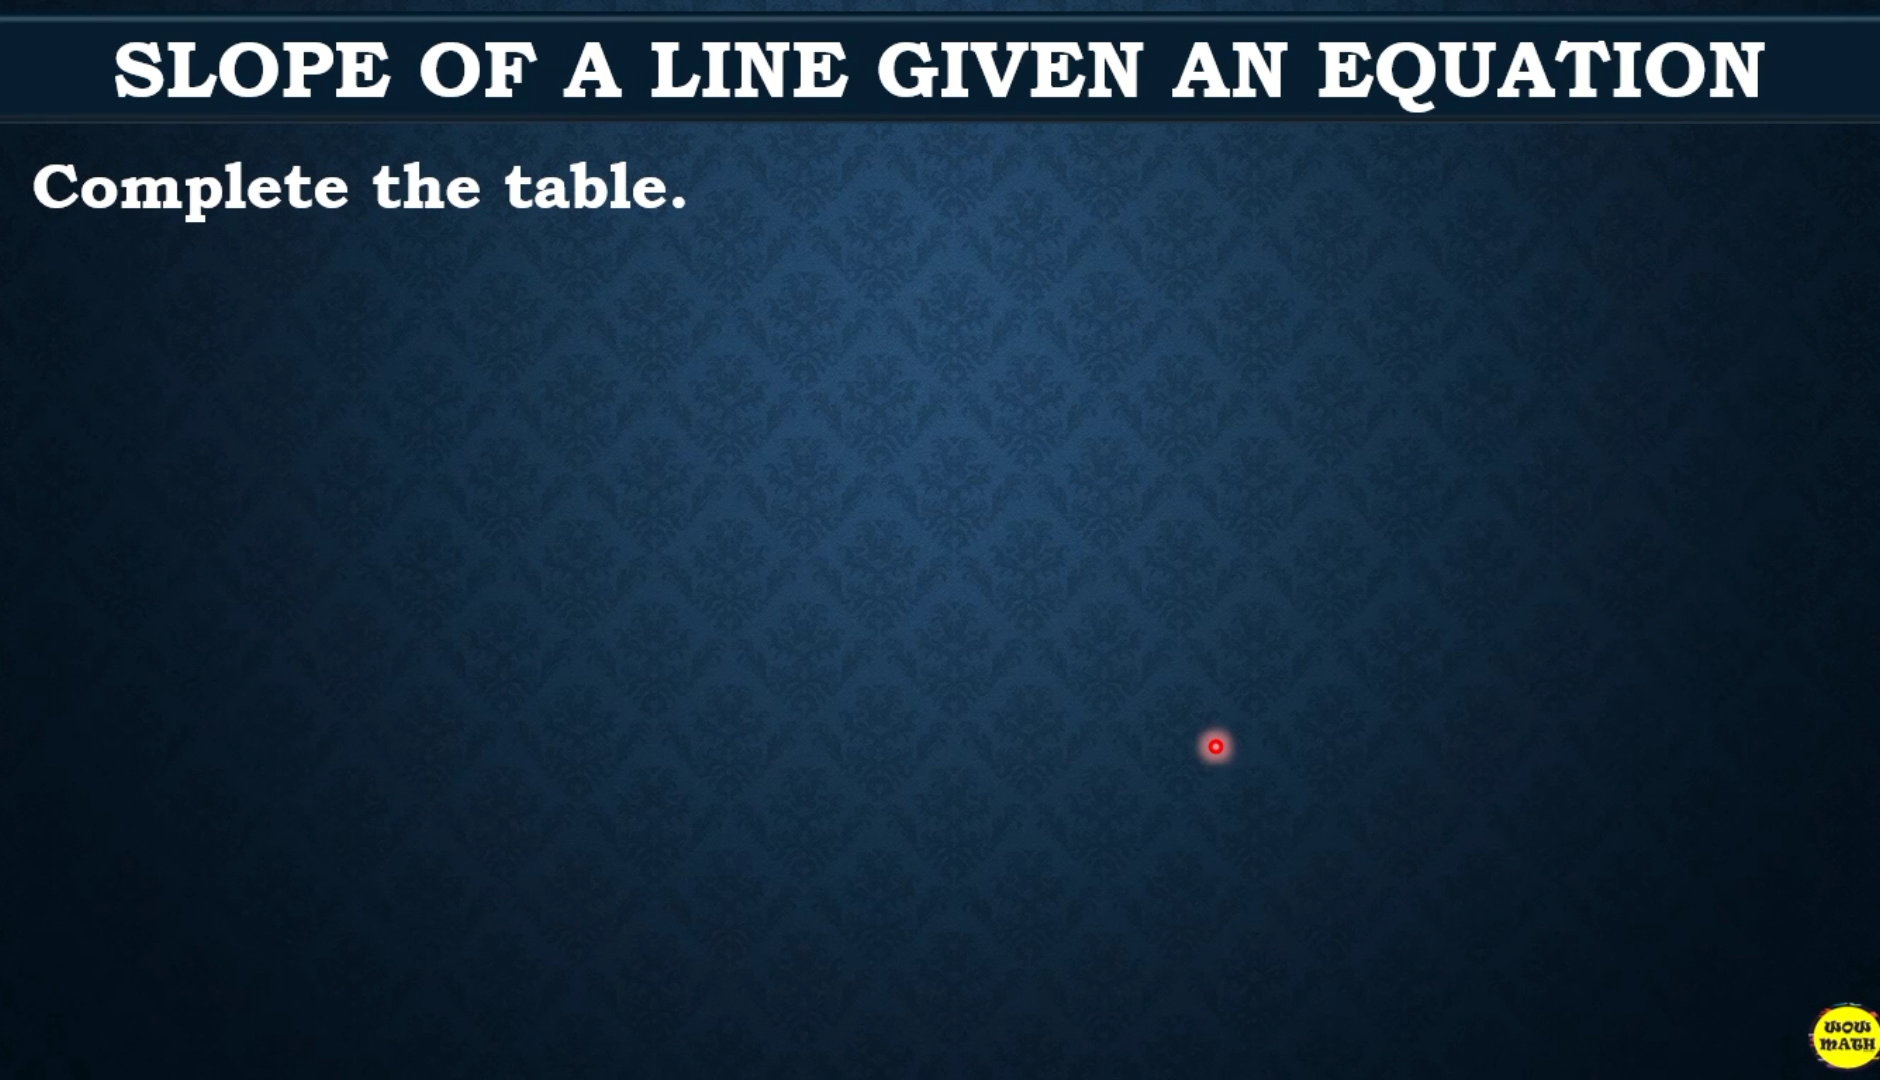 SLOPE OF A LINE GIVEN AN EQUATION
Complete the table.
WOW
MATH